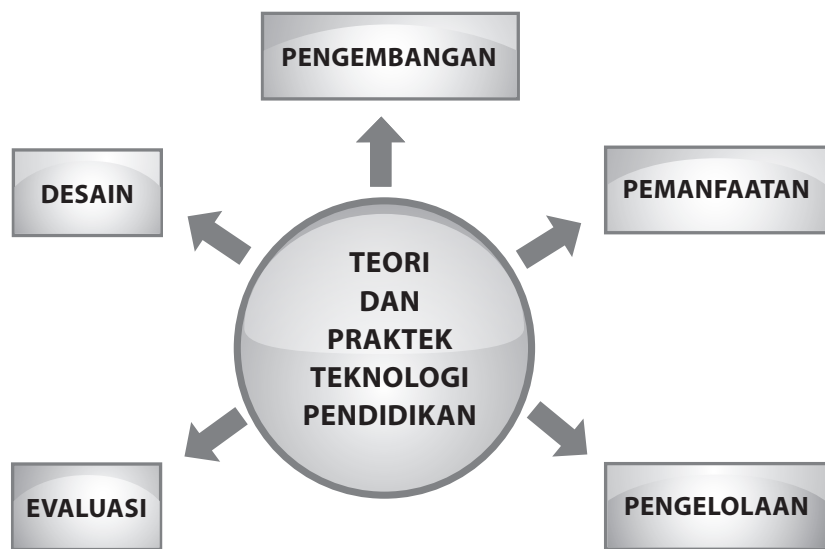 PENGEMBANGAN
DESAIN
PEMANFAATAN
TEORI
DAN
PRAKTEK
TEKNOLOGI
PENDIDIKAN
EVALUASI
PENGELOLAAN